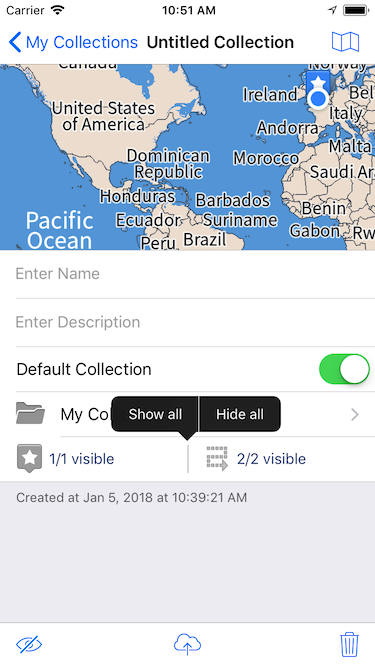 Carrier 10:51 AM
My Collections Untitled Collection
Canada
Norway
United States
of America
Ireland
Bel
Italy
Andorra
Malta
Dominican
Republic
Morocco
Saudi Ar
Honduras
Barbados
Benin
Ecuador
Suriname
Pacific
Ocean
Peru
Brazil
Gabon
Rw
Enter Name
Enter Description
Default Collection
My Co
Show all
Hide all
1/1 visible
2/2 visible
Created at Jan 5, 2018 at 10:39:21 AM